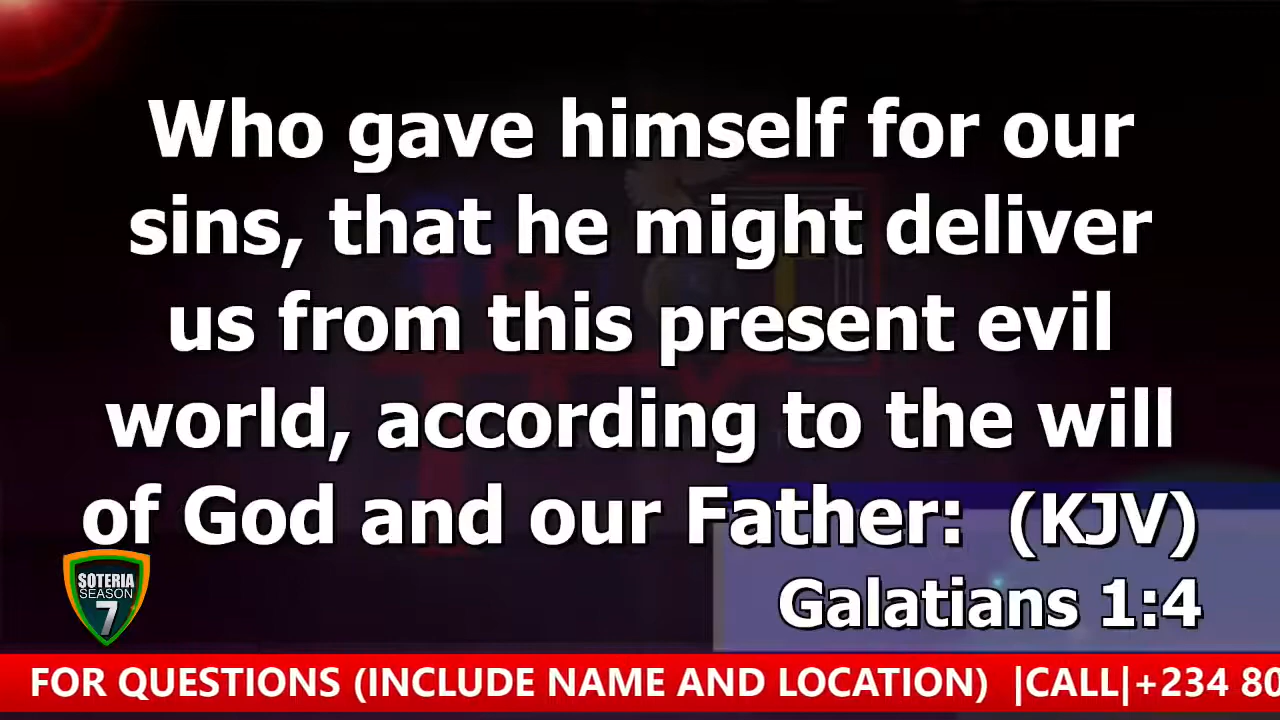 Who gave himself for our
sins, that he might deliver
us from this present evil
world, according to the will
of God and our Father: (KJV)
Galatians 1:4
SOTERIA
SEASON
7
FOR QUESTIONS (INCLUDE NAME AND LOCATION) |CALL|+234 80